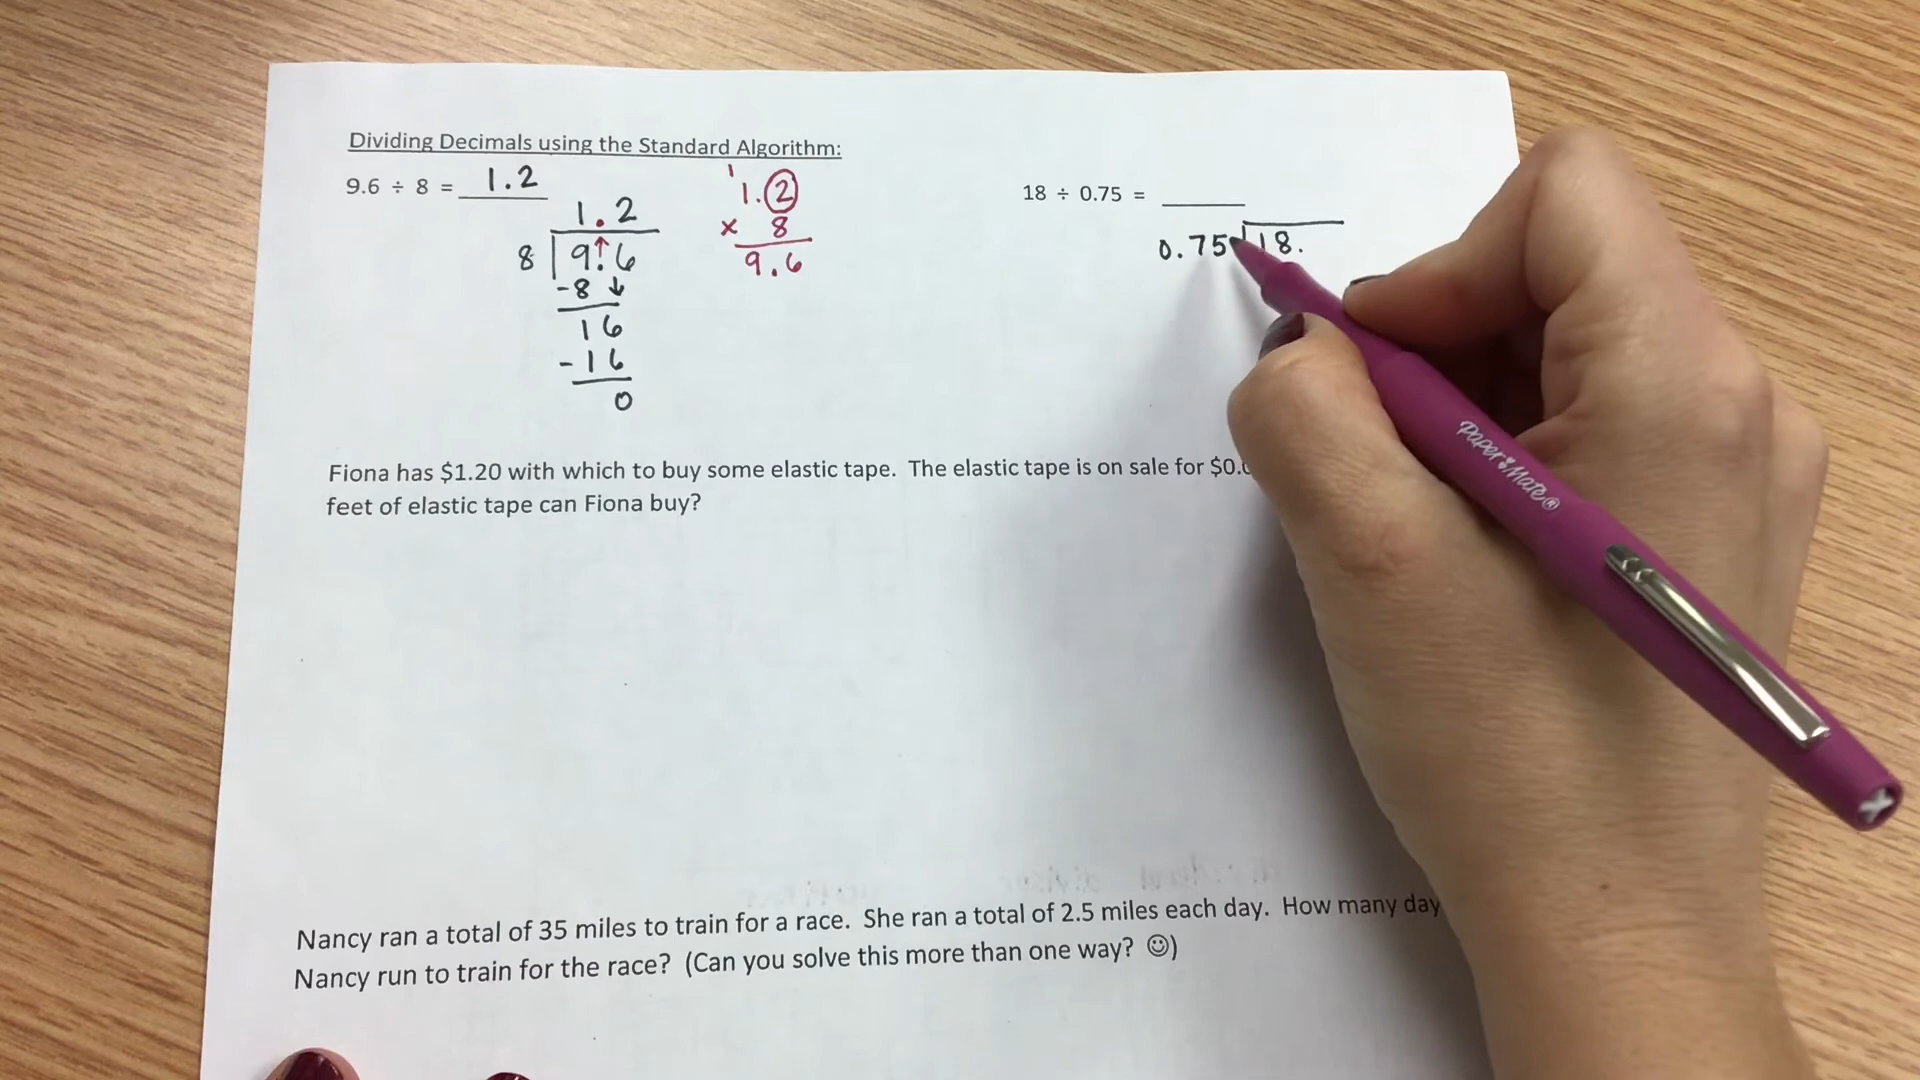 Dividing Decimals using the Standard Algorithm:
9.6 ÷ 8 = 1.2
1.2
8 9.6
-8
16
-16
0
1
1.2
x 8
9.6
18 ÷ 0.75 =
0.75 18.
Fiona has $1.20 with which to buy some elastic tape. The elastic tape is on sale for
feet of elastic tape can Fiona buy?
Nancy ran a total of 35 miles to train for a race. She ran a total of 2.5 miles each day. How many
Nancy run to train for the race? (Can you solve this more than one way? ☺)
Paper Mate®